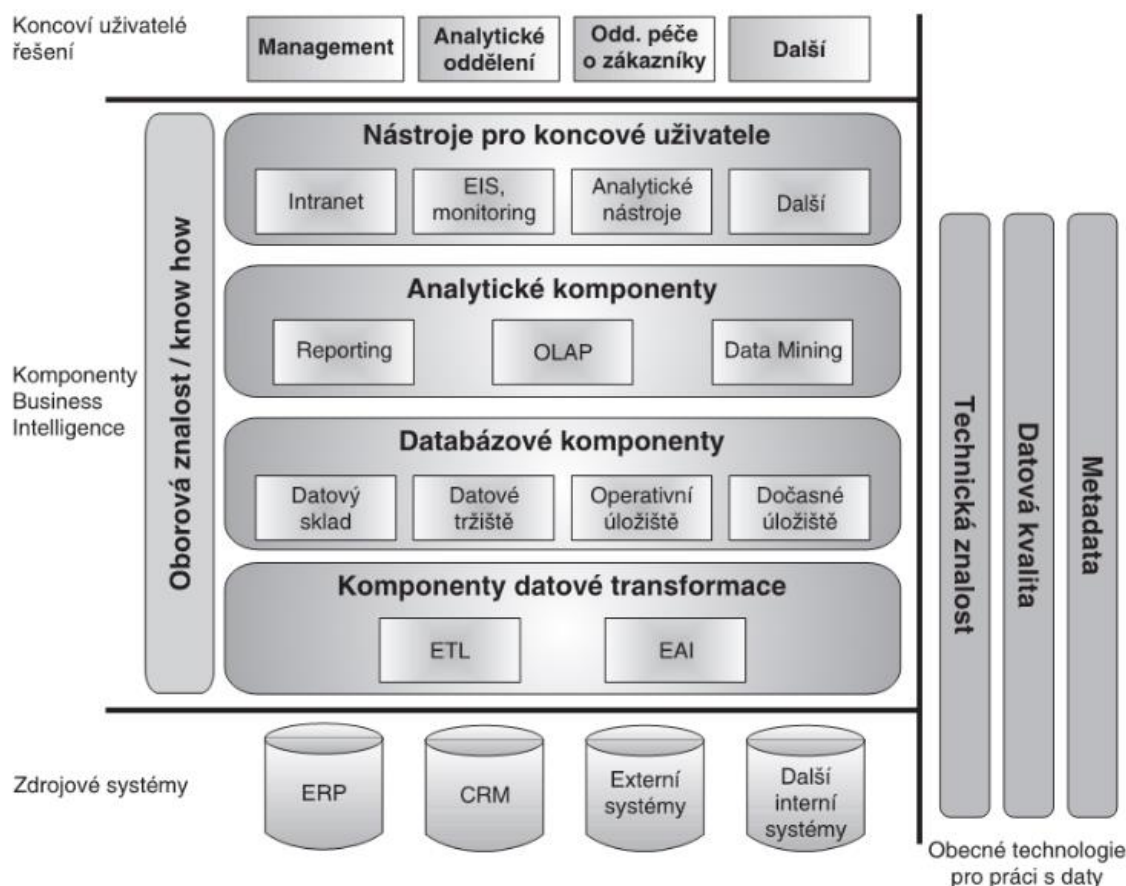 Koncoví uživatelé
řešení
Management
Analytické
oddělení
Odd. péče
o zákazníky
Další
Nástroje pro koncové uživatele
Intranet
EIS,
monitoring
Analytické
nástroje
Další
Analytické komponenty
Reporting
OLAP
Data Mining
Komponenty
Business
Intelligence
Oborová znalost / know how
Databázové komponenty
Datový
sklad
Datové
tržiště
Operativní
úložiště
Dočasné
úložiště
Komponenty datové transformace
ETL
EAI
Zdrojové systémy
ERP
CRM
Externí
systémy
Další
interní
systémy
Technická znalost
Datová kvalita
Metadata
Obecné technologie
pro práci s daty